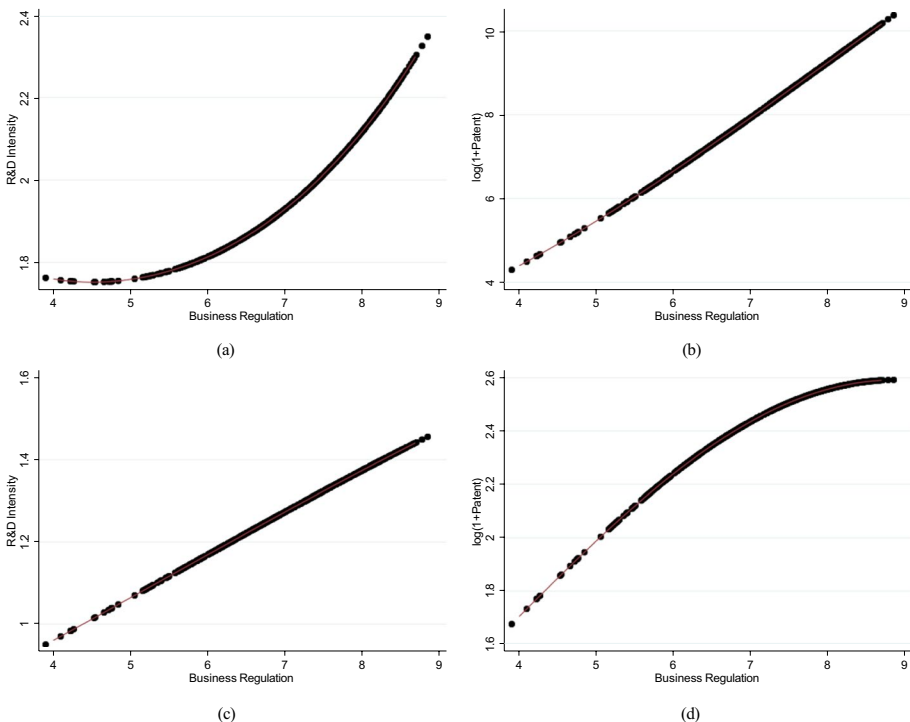 2.4
2.2
2
1.8
R&D Intensity
4 5 6 7 8 9
Business Regulation
(a)
10
8
6
4
log(1+Patent)
4 5 6 7 8 9
Business Regulation
(b)
1.6
1.4
1.2
1
R&D Intensity
4 5 6 7 8 9
Business Regulation
(c)
2.6
2.4
2.2
2
1.8
1.6
log(1+Patent)
4 5 6 7 8 9
Business Regulation
(d)